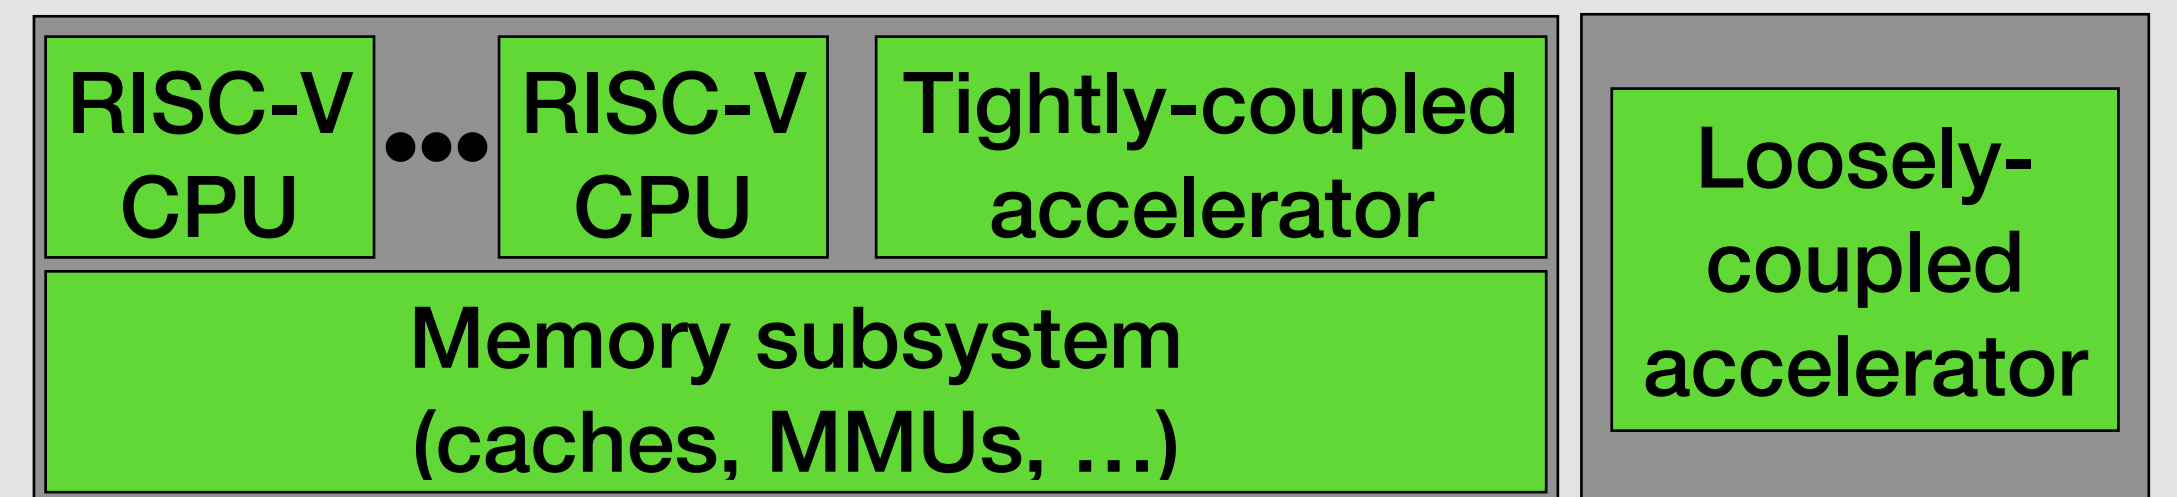 RISC-V
CPU
•••
RISC-V
CPU
Tightly-coupled
accelerator
Memory subsystem
(caches, MMUs, …)
Loosely-
coupled
accelerator